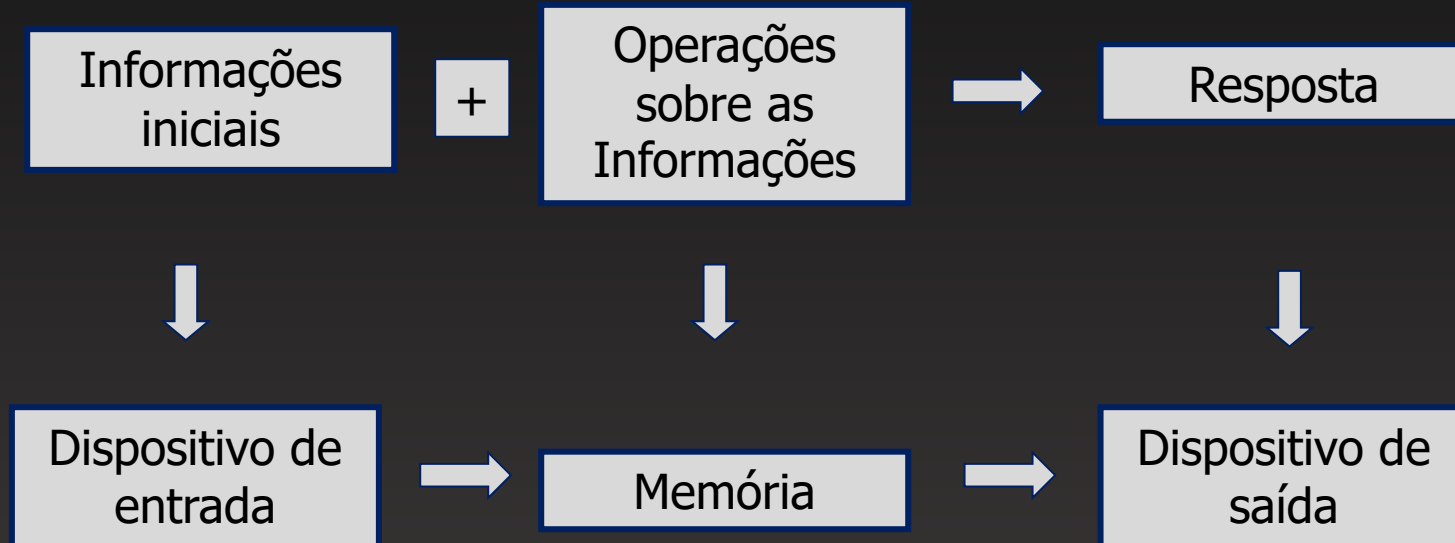 Informações
iniciais
+
Operações
sobre as
Informações
Resposta
Dispositivo de
entrada
Memória
Dispositivo de
saída